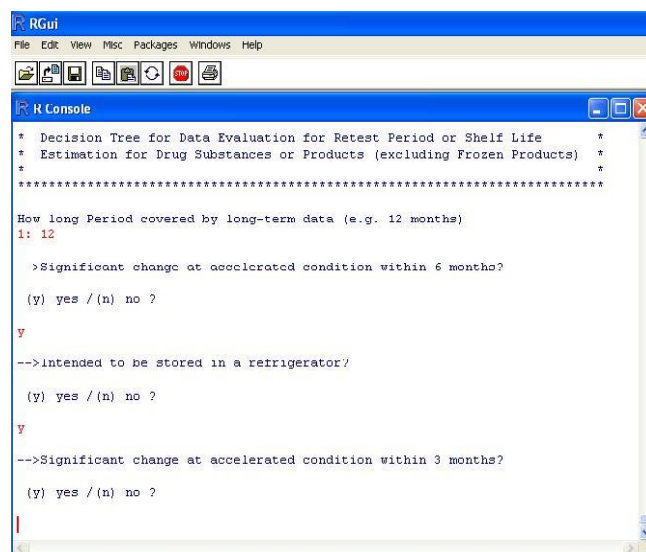 RGui
File Edit View Misc Packages Windows Help
STOP
R Console
* Decision Tree for Data Evaluation for Retest Period or Shelf Life *
* Estimation for Drug Substances or Products (excluding Frozen Products) *
* *
*****************************************************************************
How long Period covered by long-term data (e.g. 12 months)
1: 12
>Significant change at accelerated condition within 6 months?
(y) yes /(n) no ?
y
-->Intended to be stored in a refrigerator?
(y) yes /(n) no ?
y
-->Significant change at accelerated condition within 3 months?
(y) yes /(n) no ?